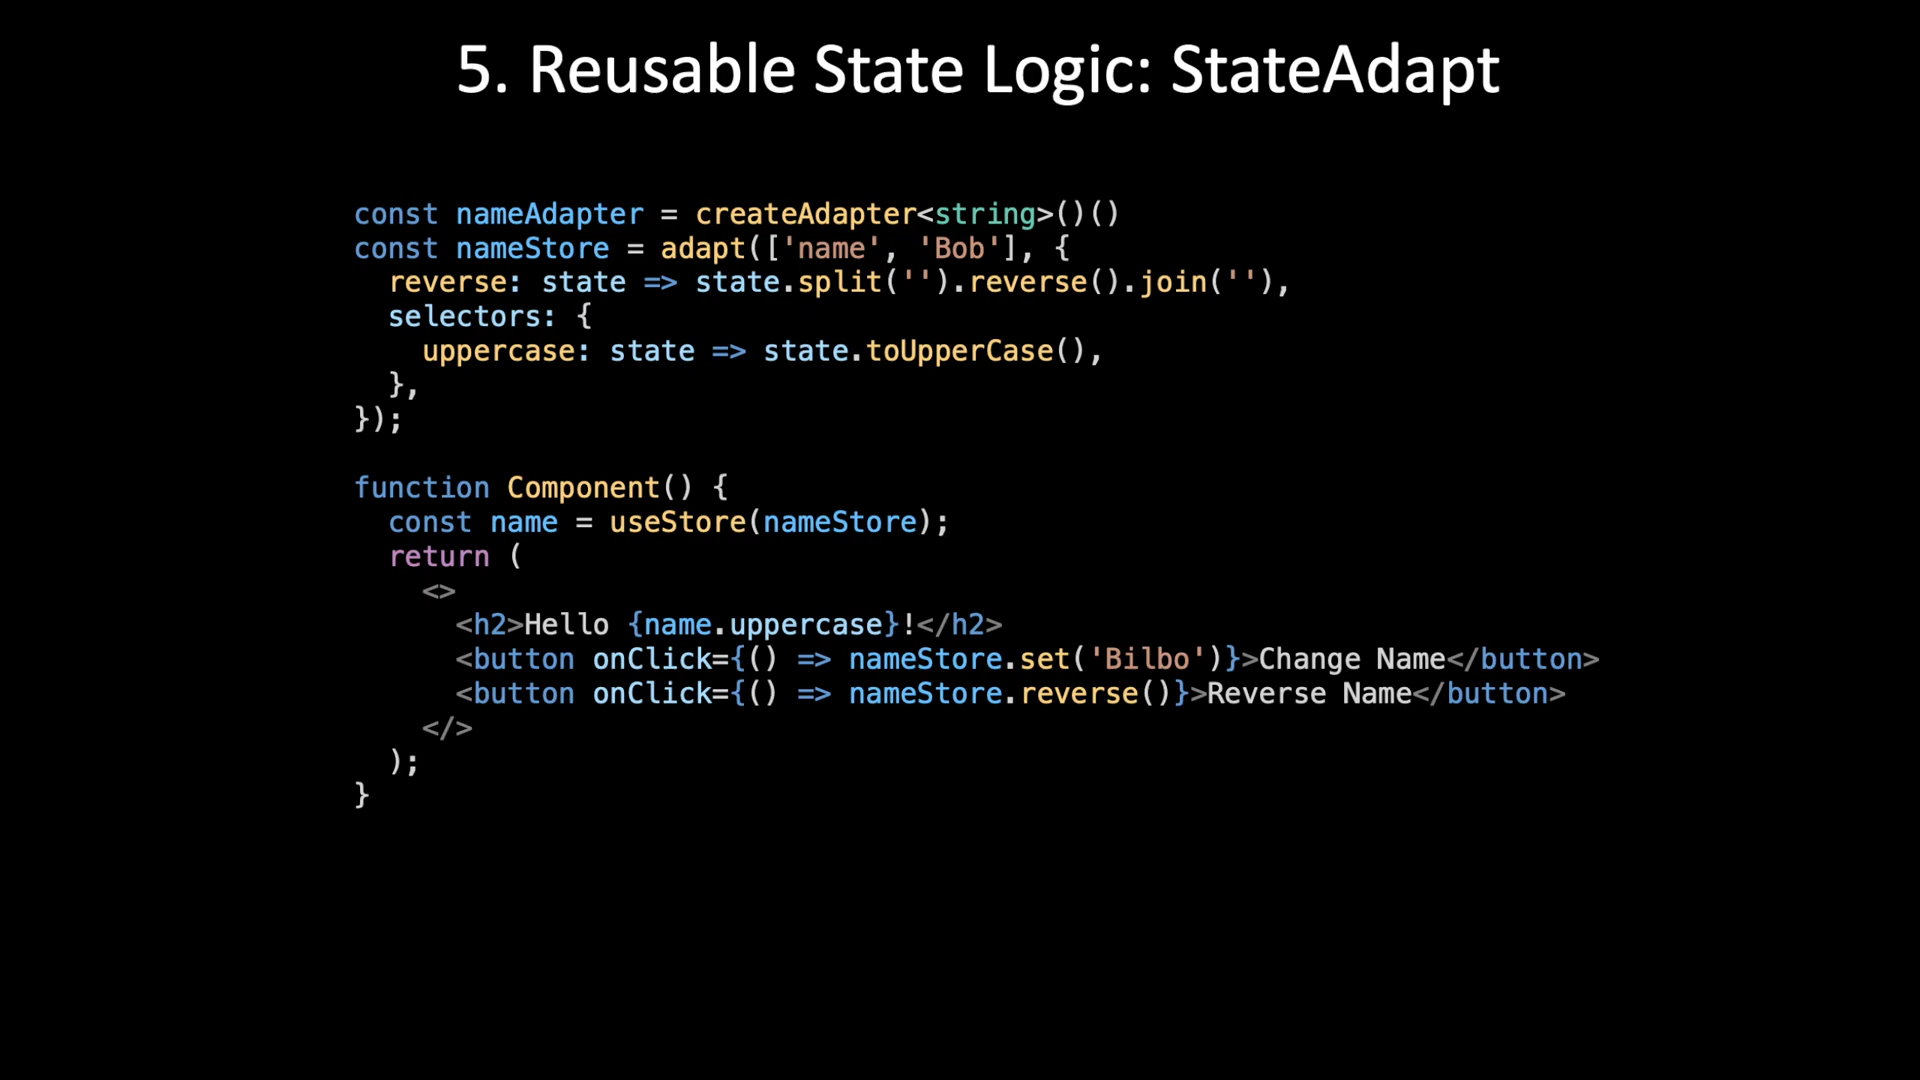 5. Reusable State Logic: StateAdapt
const nameAdapter = createAdapter<string>()()
const nameStore = adapt(['name', 'Bob'], {
  reverse: state => state.split('').reverse().join(''),
  selectors: {
    uppercase: state => state.toUpperCase(),
  },
});
function Component() {
  const name = useStore(nameStore);
  return (
    <>
      <h2>Hello {name.uppercase}!</h2>
      <button onClick={() => nameStore.set('Bilbo')}>Change Name</button>
      <button onClick={() => nameStore.reverse()}>Reverse Name</button>
    </>
  );
}